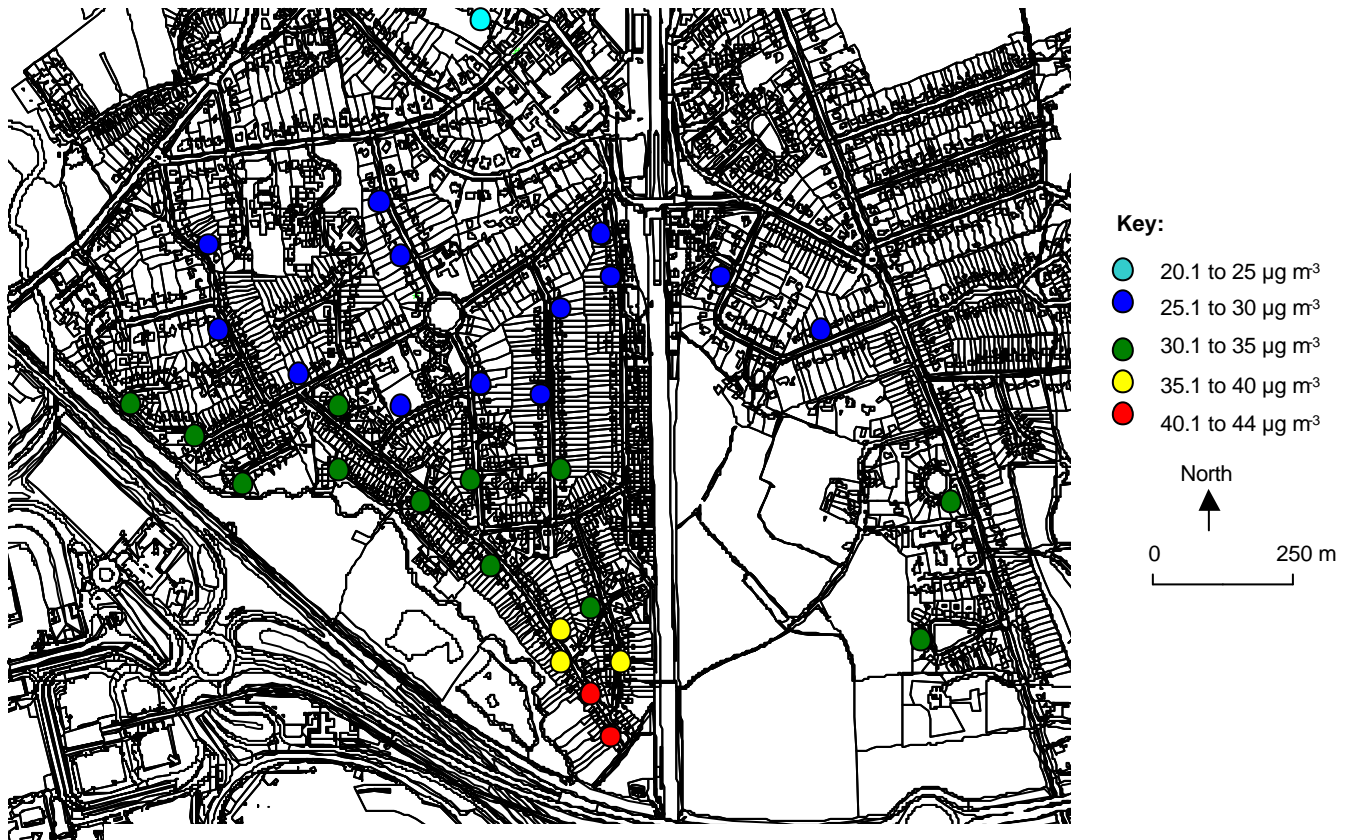 Key:
20.1 to 25 µg m⁻³
25.1 to 30 µg m⁻³
30.1 to 35 µg m⁻³
35.1 to 40 µg m⁻³
40.1 to 44 µg m⁻³
North
0 250 m